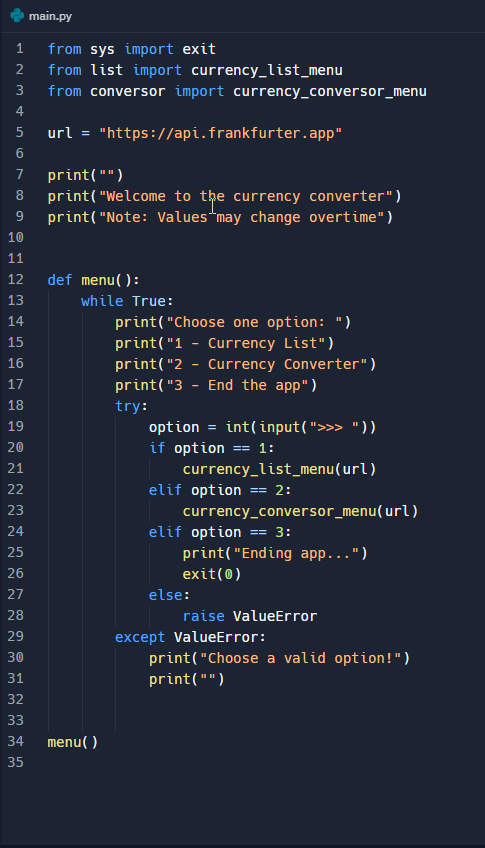 main.py
1 from sys import exit
2 from list import currency_list_menu
3 from conversor import currency_conversor_menu
4
5 url = "https://api.frankfurter.app"
6
7 print("")
8 print("Welcome to the currency converter")
9 print("Note: Values may change overtime")
10
11
12 def menu():
13     while True:
14         print("Choose one option: ")
15         print("1 - Currency List")
16         print("2 - Currency Converter")
17         print("3 - End the app")
18         try:
19             option = int(input(">>> "))
20             if option == 1:
21                 currency_list_menu(url)
22             elif option == 2:
23                 currency_conversor_menu(url)
24             elif option == 3:
25                 print("Ending app...")
26                 exit(0)
27             else:
28                 raise ValueError
29         except ValueError:
30             print("Choose a valid option!")
31             print("")
32
33
34 menu()
35